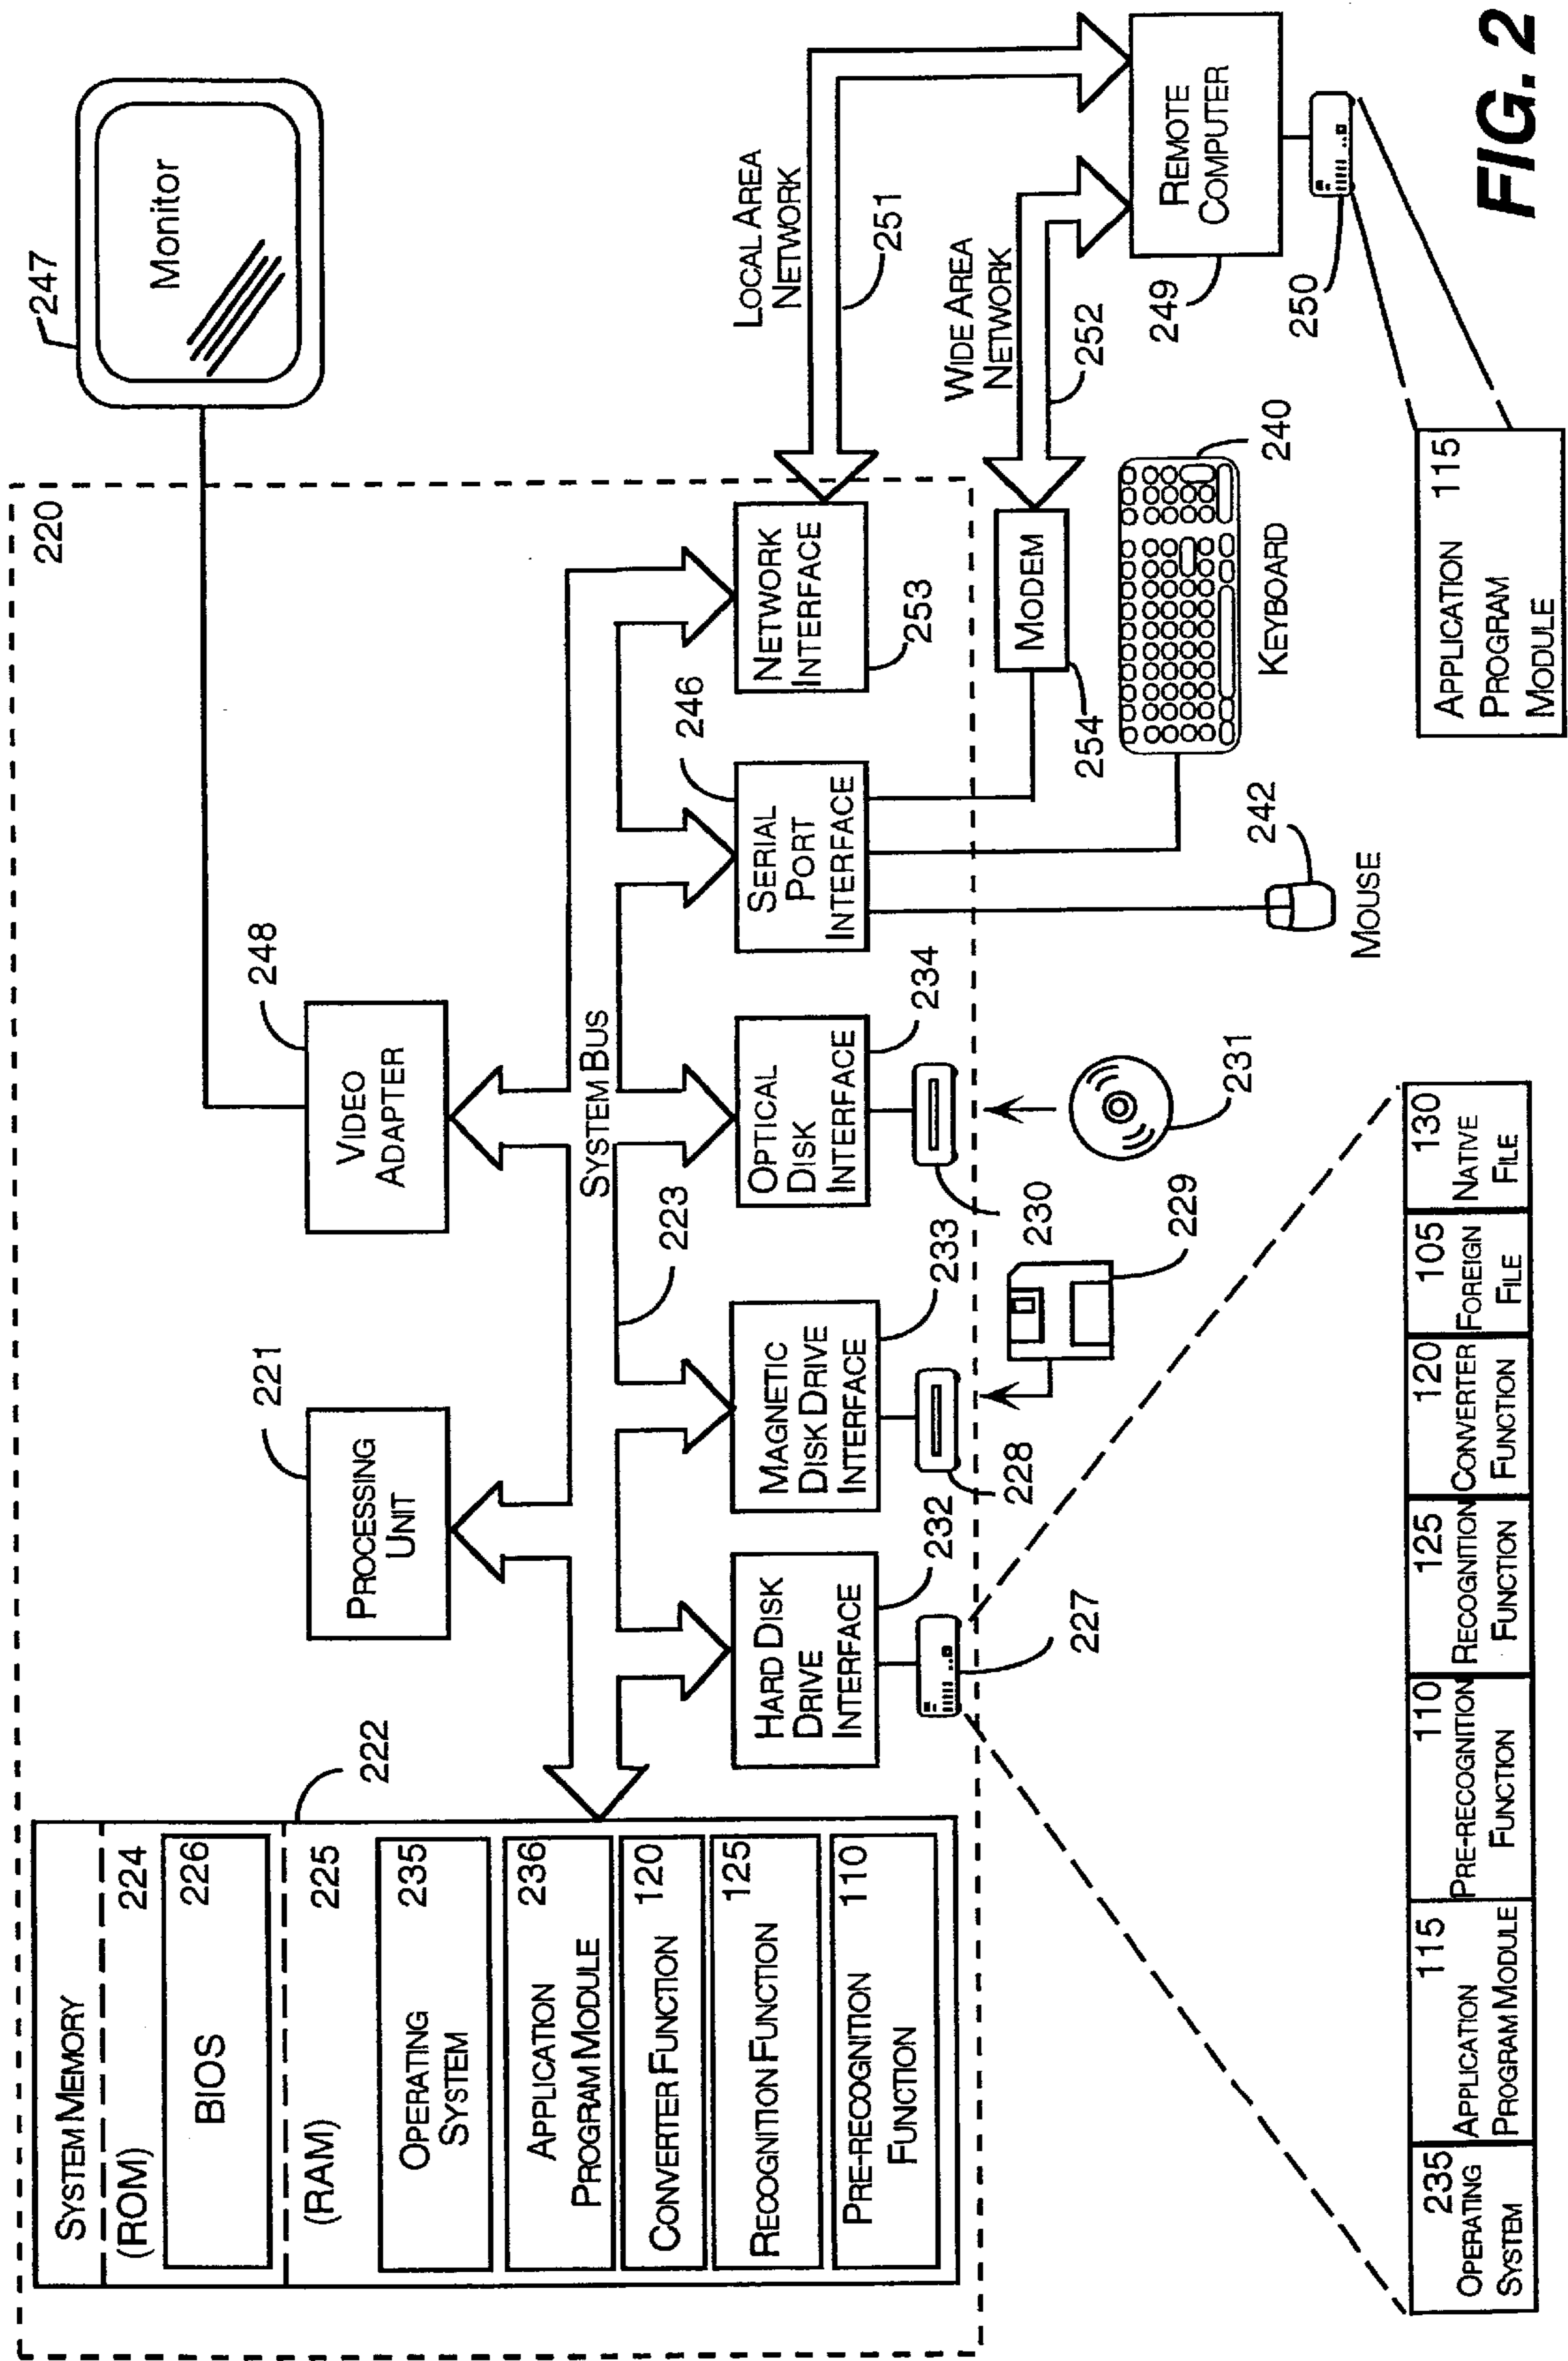 220
SYSTEM MEMORY
(ROM) 224
BIOS 226
225
(RAM)
OPERATING 235
SYSTEM
APPLICATION 236
PROGRAM MODULE
CONVERTER FUNCTION 120
RECOGNITION FUNCTION 125
PRE-RECOGNITION 110
FUNCTION
222
PROCESSING
UNIT
221
VIDEO
ADAPTER
248
Monitor
247
SYSTEM BUS
223
HARD DISK
DRIVE
INTERFACE
232
227
MAGNETIC
DISK DRIVE
INTERFACE
233
228
229
OPTICAL
DISK
INTERFACE
234
230
231
SERIAL
PORT
INTERFACE
246
NETWORK
INTERFACE
253
LOCAL AREA
NETWORK
251
WIDE AREA
NETWORK
252
MODEM
254
KEYBOARD
240
MOUSE
242
REMOTE
COMPUTER
249
250
APPLICATION 115
PROGRAM
MODULE
235
OPERATING
SYSTEM
115
APPLICATION
PROGRAM MODULE
110
PRE-RECOGNITION
FUNCTION
125
RECOGNITION
FUNCTION
120
CONVERTER
FUNCTION
105
FOREIGN
FILE
130
NATIVE
FILE
FIG. 2